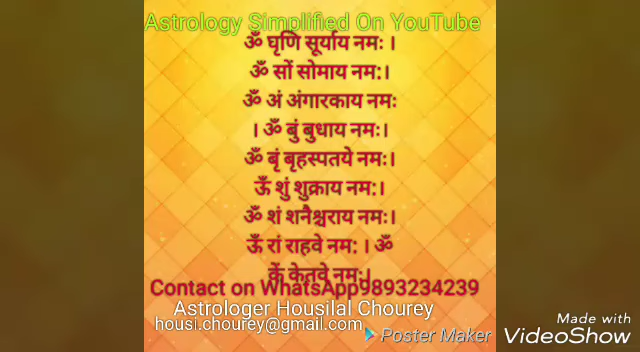 Astrology Simplified On YouTube
ॐ घृणि सूर्याय नमः ।
ॐ सों सोमाय नम:।
ॐ अं अंगारकाय नमः
। ॐ बुं बुधाय नमः।
ॐ बृं बृहस्पतये नमः।
ऊँ शुं शुक्राय नम:।
ॐ शं शनैश्चराय नमः।
ऊँ रां राहवे नम: । ॐ
कें केतवे नमः।
Contact on WhatsApp9893234239
Astrologer Housilal Chourey
housi.chourey@gmail.com
Poster Maker
Made with
VideoShow